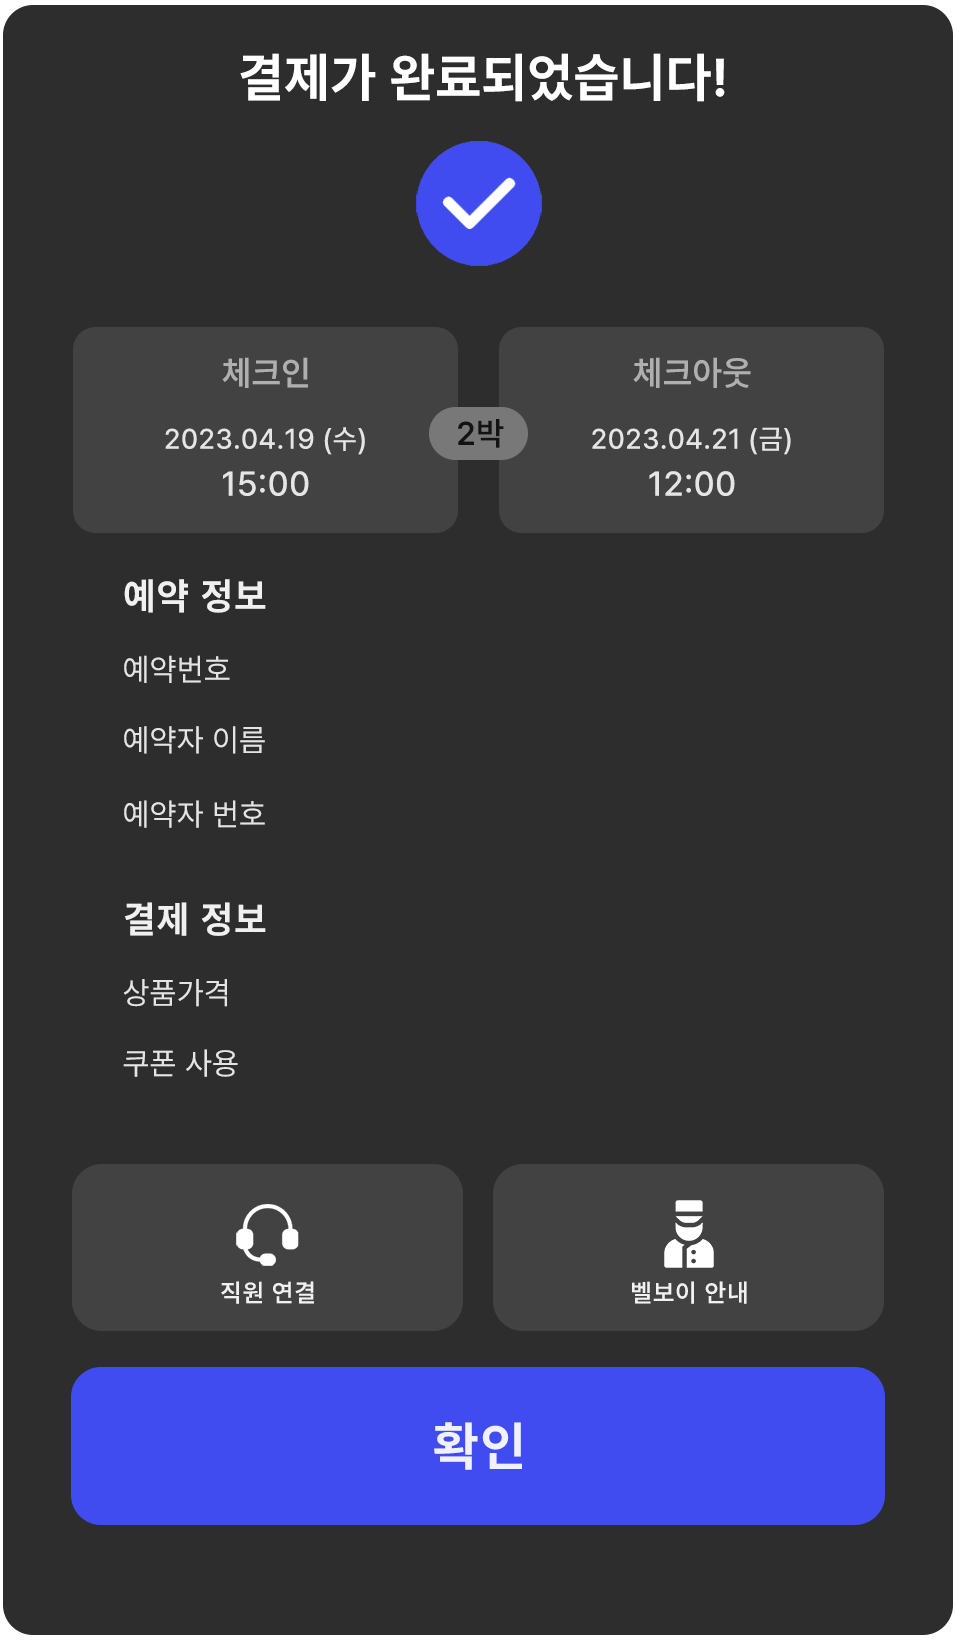 결제가 완료되었습니다!
체크인
2023.04.19 (수)
15:00
2박
체크아웃
2023.04.21 (금)
12:00
예약 정보
예약번호
예약자 이름
예약자 번호
결제 정보
상품가격
쿠폰 사용
직원 연결
벨보이 안내
확인